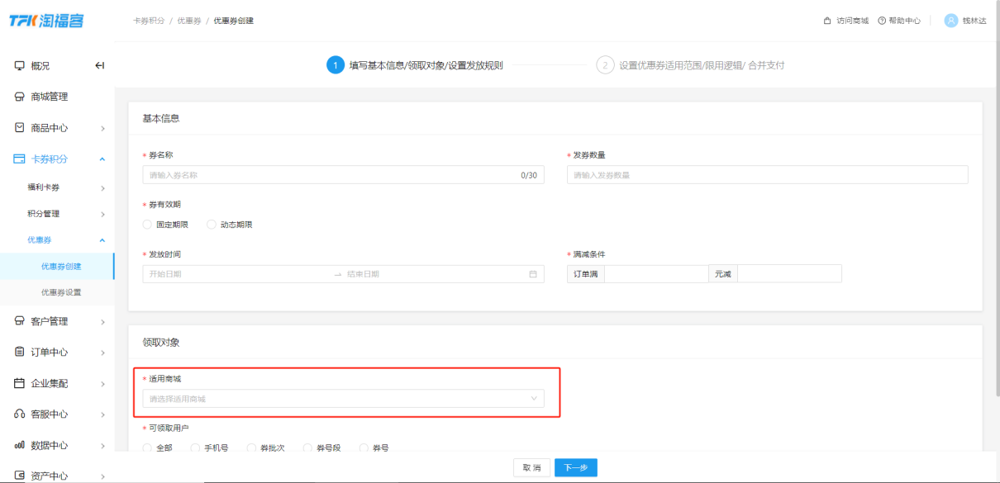 TFK淘福客
卡券积分 / 优惠券 / 优惠券创建
访问商城 帮助中心 钱林达
概况
商城管理
商品中心
卡券积分
福利卡券
积分管理
优惠券
优惠券创建
优惠券设置
客户管理
订单中心
企业集配
客服中心
数据中心
资产中心
1 填写基本信息/领取对象/设置发放规则
2 设置优惠券适用范围/限用逻辑/ 合并支付
基本信息
* 券名称
请输入券名称 0/30
* 发券数量
请输入发券数量
* 券有效期
固定期限 动态期限
* 发放时间
开始日期 → 结束日期
* 满减条件
订单满 元减
领取对象
* 适用商城
请选择适用商城
* 可领取用户
全部 手机号 券批次 券号段 券号
取 消 下一步